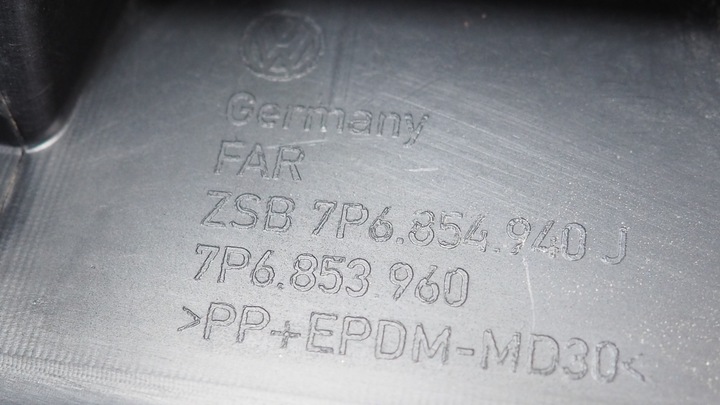 Germany
FAR
ZSB 7P6.854.940 J
7P6.853 960
>PP+EPDM-MD30<